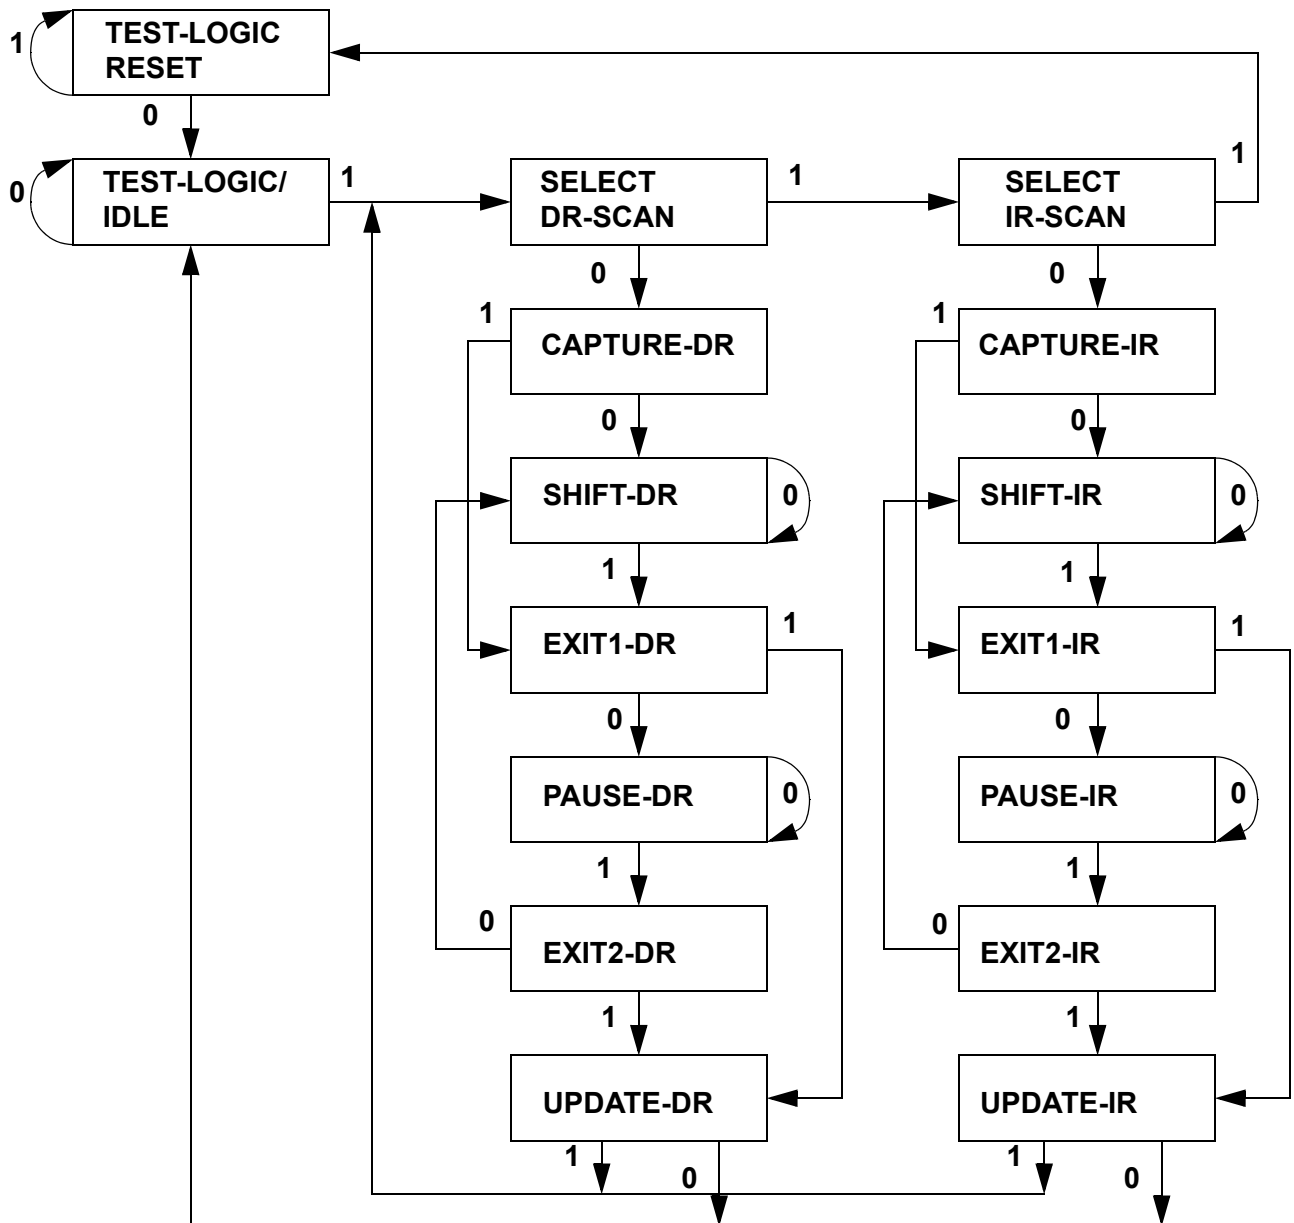 1
TEST-LOGIC
RESET
0
0
TEST-LOGIC/
IDLE
1
SELECT
DR-SCAN
1
SELECT
IR-SCAN
1
0
0
1
CAPTURE-DR
1
CAPTURE-IR
0
0
SHIFT-DR
0
SHIFT-IR
0
1
1
EXIT1-DR
1
EXIT1-IR
1
0
0
PAUSE-DR
0
PAUSE-IR
0
1
1
0
EXIT2-DR
0
EXIT2-IR
1
1
UPDATE-DR
UPDATE-IR
1
0
1
0